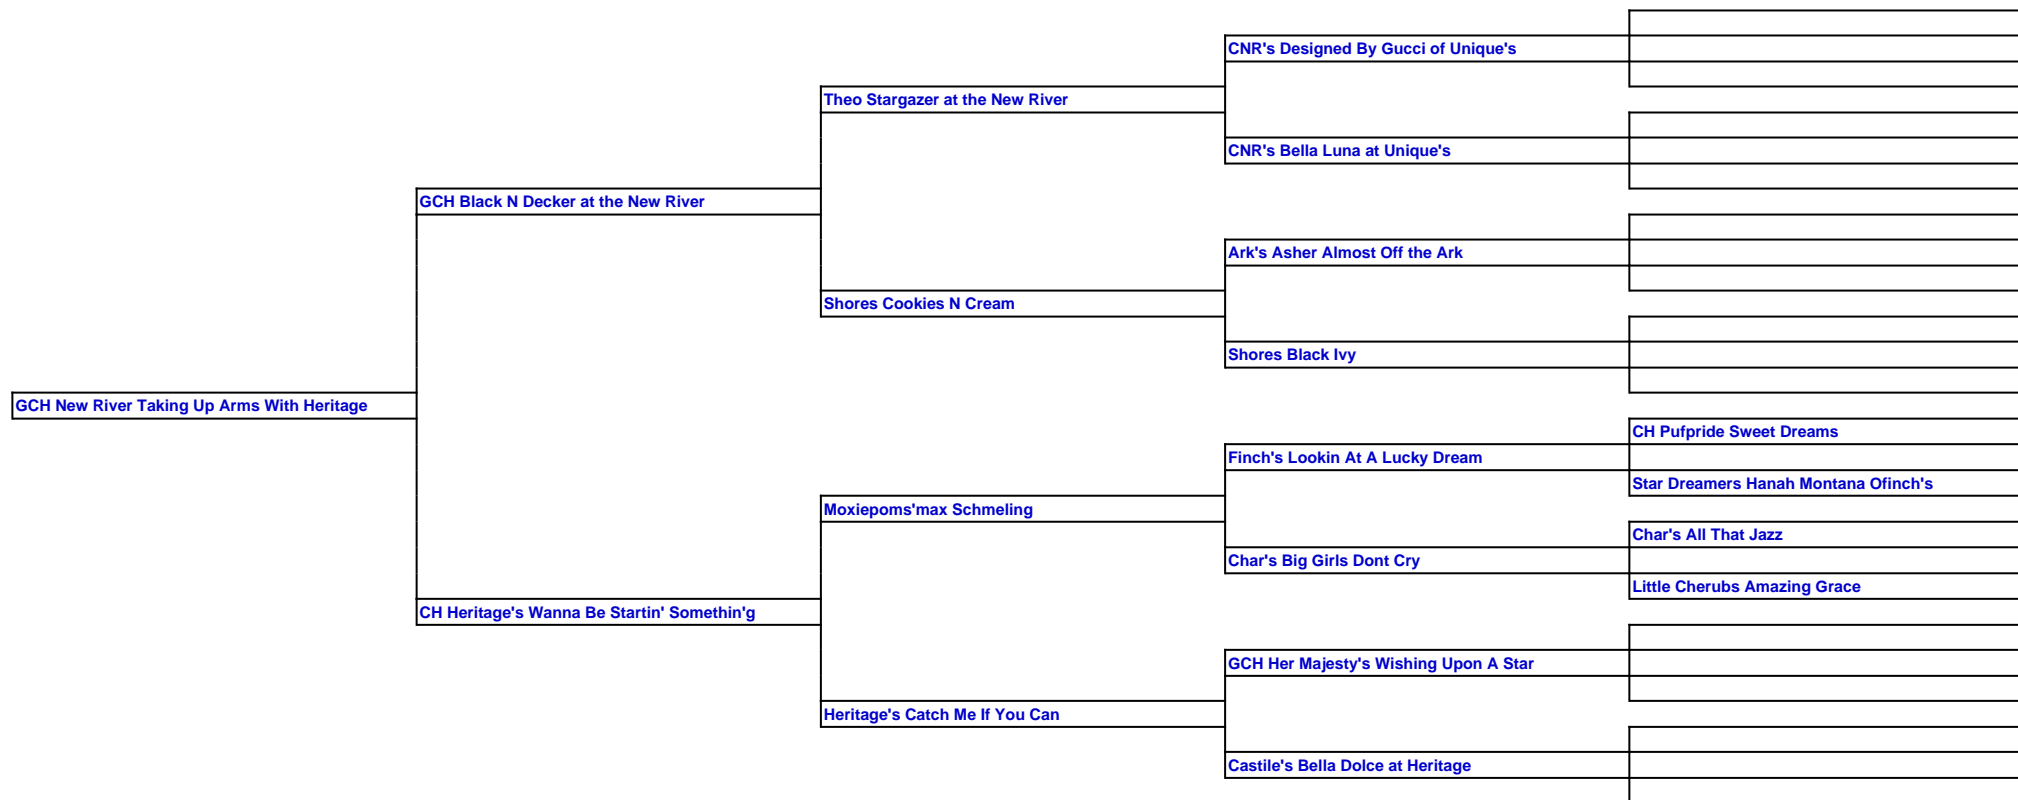 CNR's Designed By Gucci of Unique's
Theo Stargazer at the New River
CNR's Bella Luna at Unique's
GCH Black N Decker at the New River
Ark's Asher Almost Off the Ark
Shores Cookies N Cream
Shores Black Ivy
GCH New River Taking Up Arms With Heritage
CH Pufpride Sweet Dreams
Finch's Lookin At A Lucky Dream
Star Dreamers Hanah Montana Ofinch's
Moxiepoms'max Schmeling
Char's All That Jazz
Char's Big Girls Dont Cry
Little Cherubs Amazing Grace
CH Heritage's Wanna Be Startin' Somethin'g
GCH Her Majesty's Wishing Upon A Star
Heritage's Catch Me If You Can
Castile's Bella Dolce at Heritage